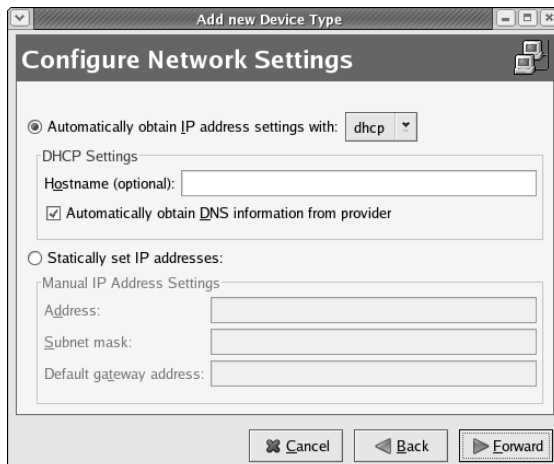 Add new Device Type
Configure Network Settings
Automatically obtain IP address settings with: dhcp
DHCP Settings
Hostname (optional):
Automatically obtain DNS information from provider
Statically set IP addresses:
Manual IP Address Settings
Address:
Subnet mask:
Default gateway address:
Cancel Back Forward